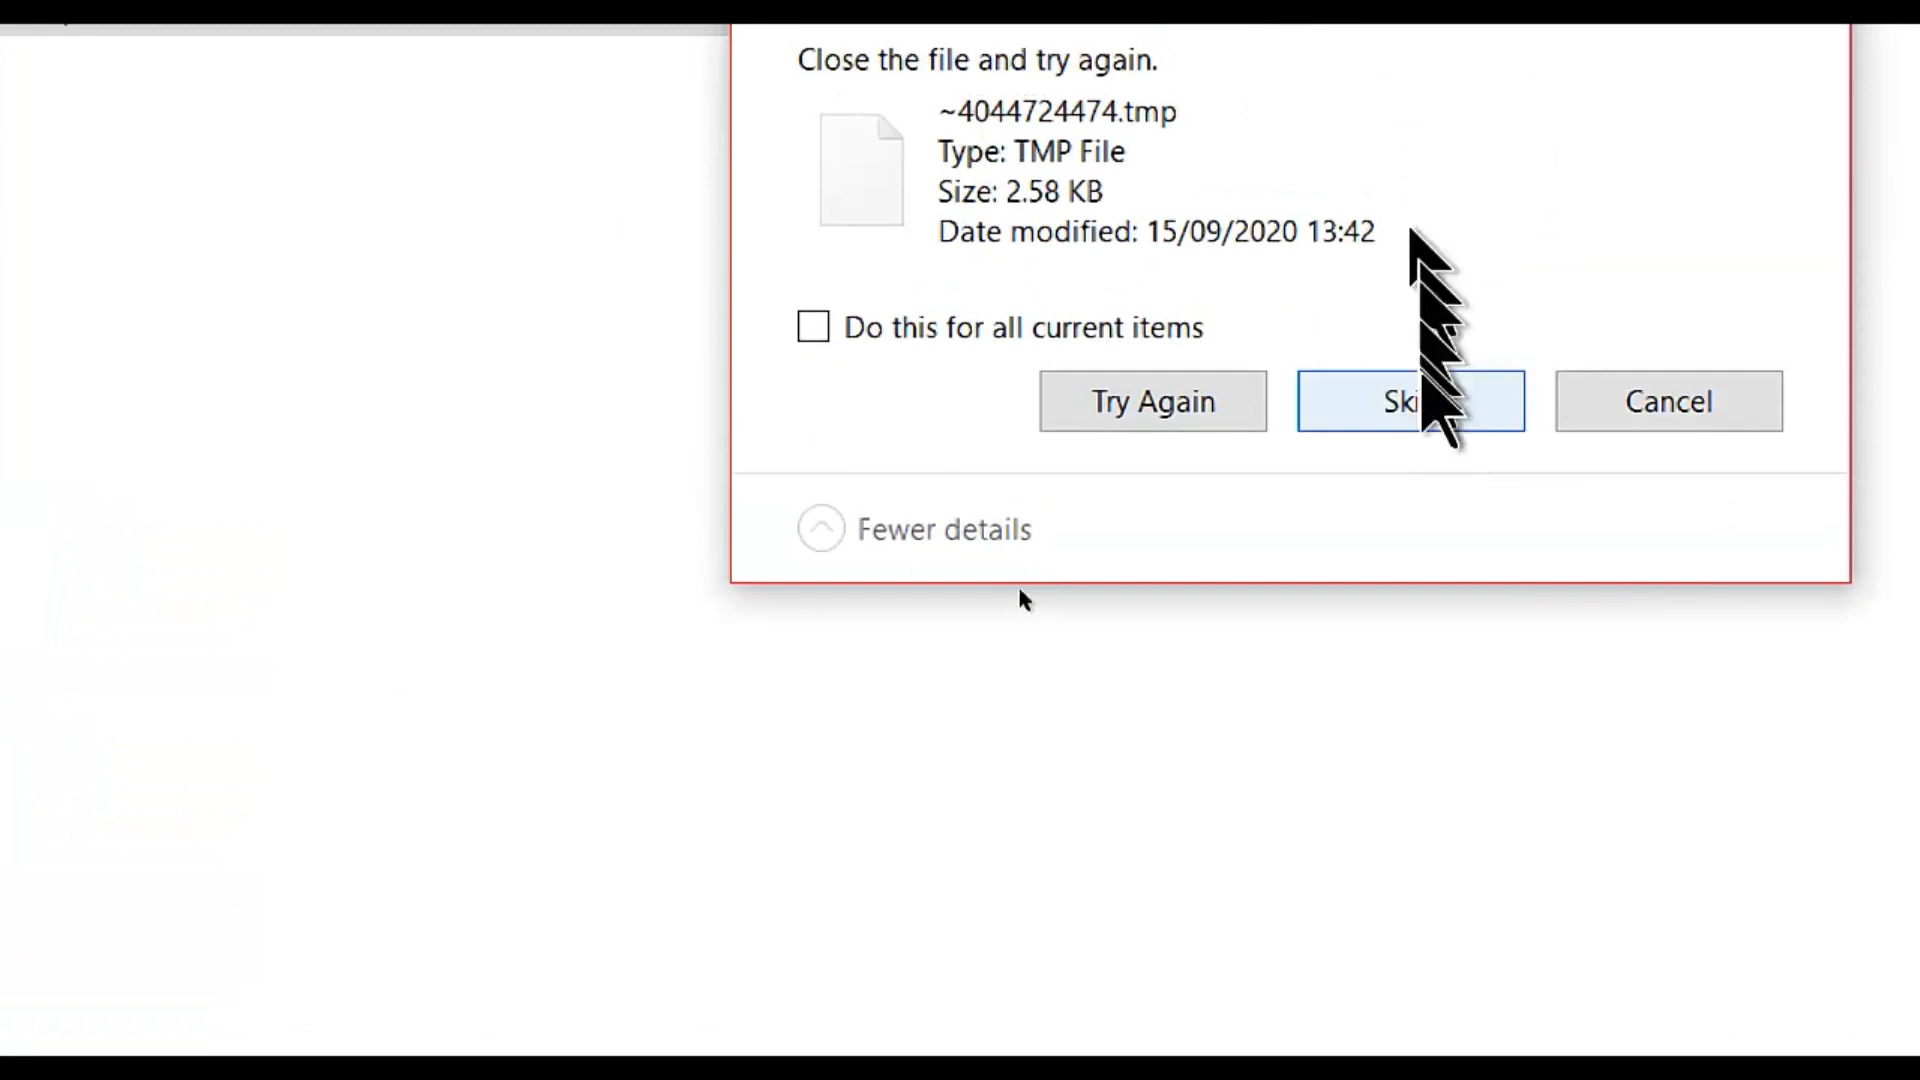 Close the file and try again.
~4044724474.tmp
Type: TMP File
Size: 2.58 KB
Date modified: 15/09/2020 13:42
Do this for all current items
Try Again
Cancel
Fewer details